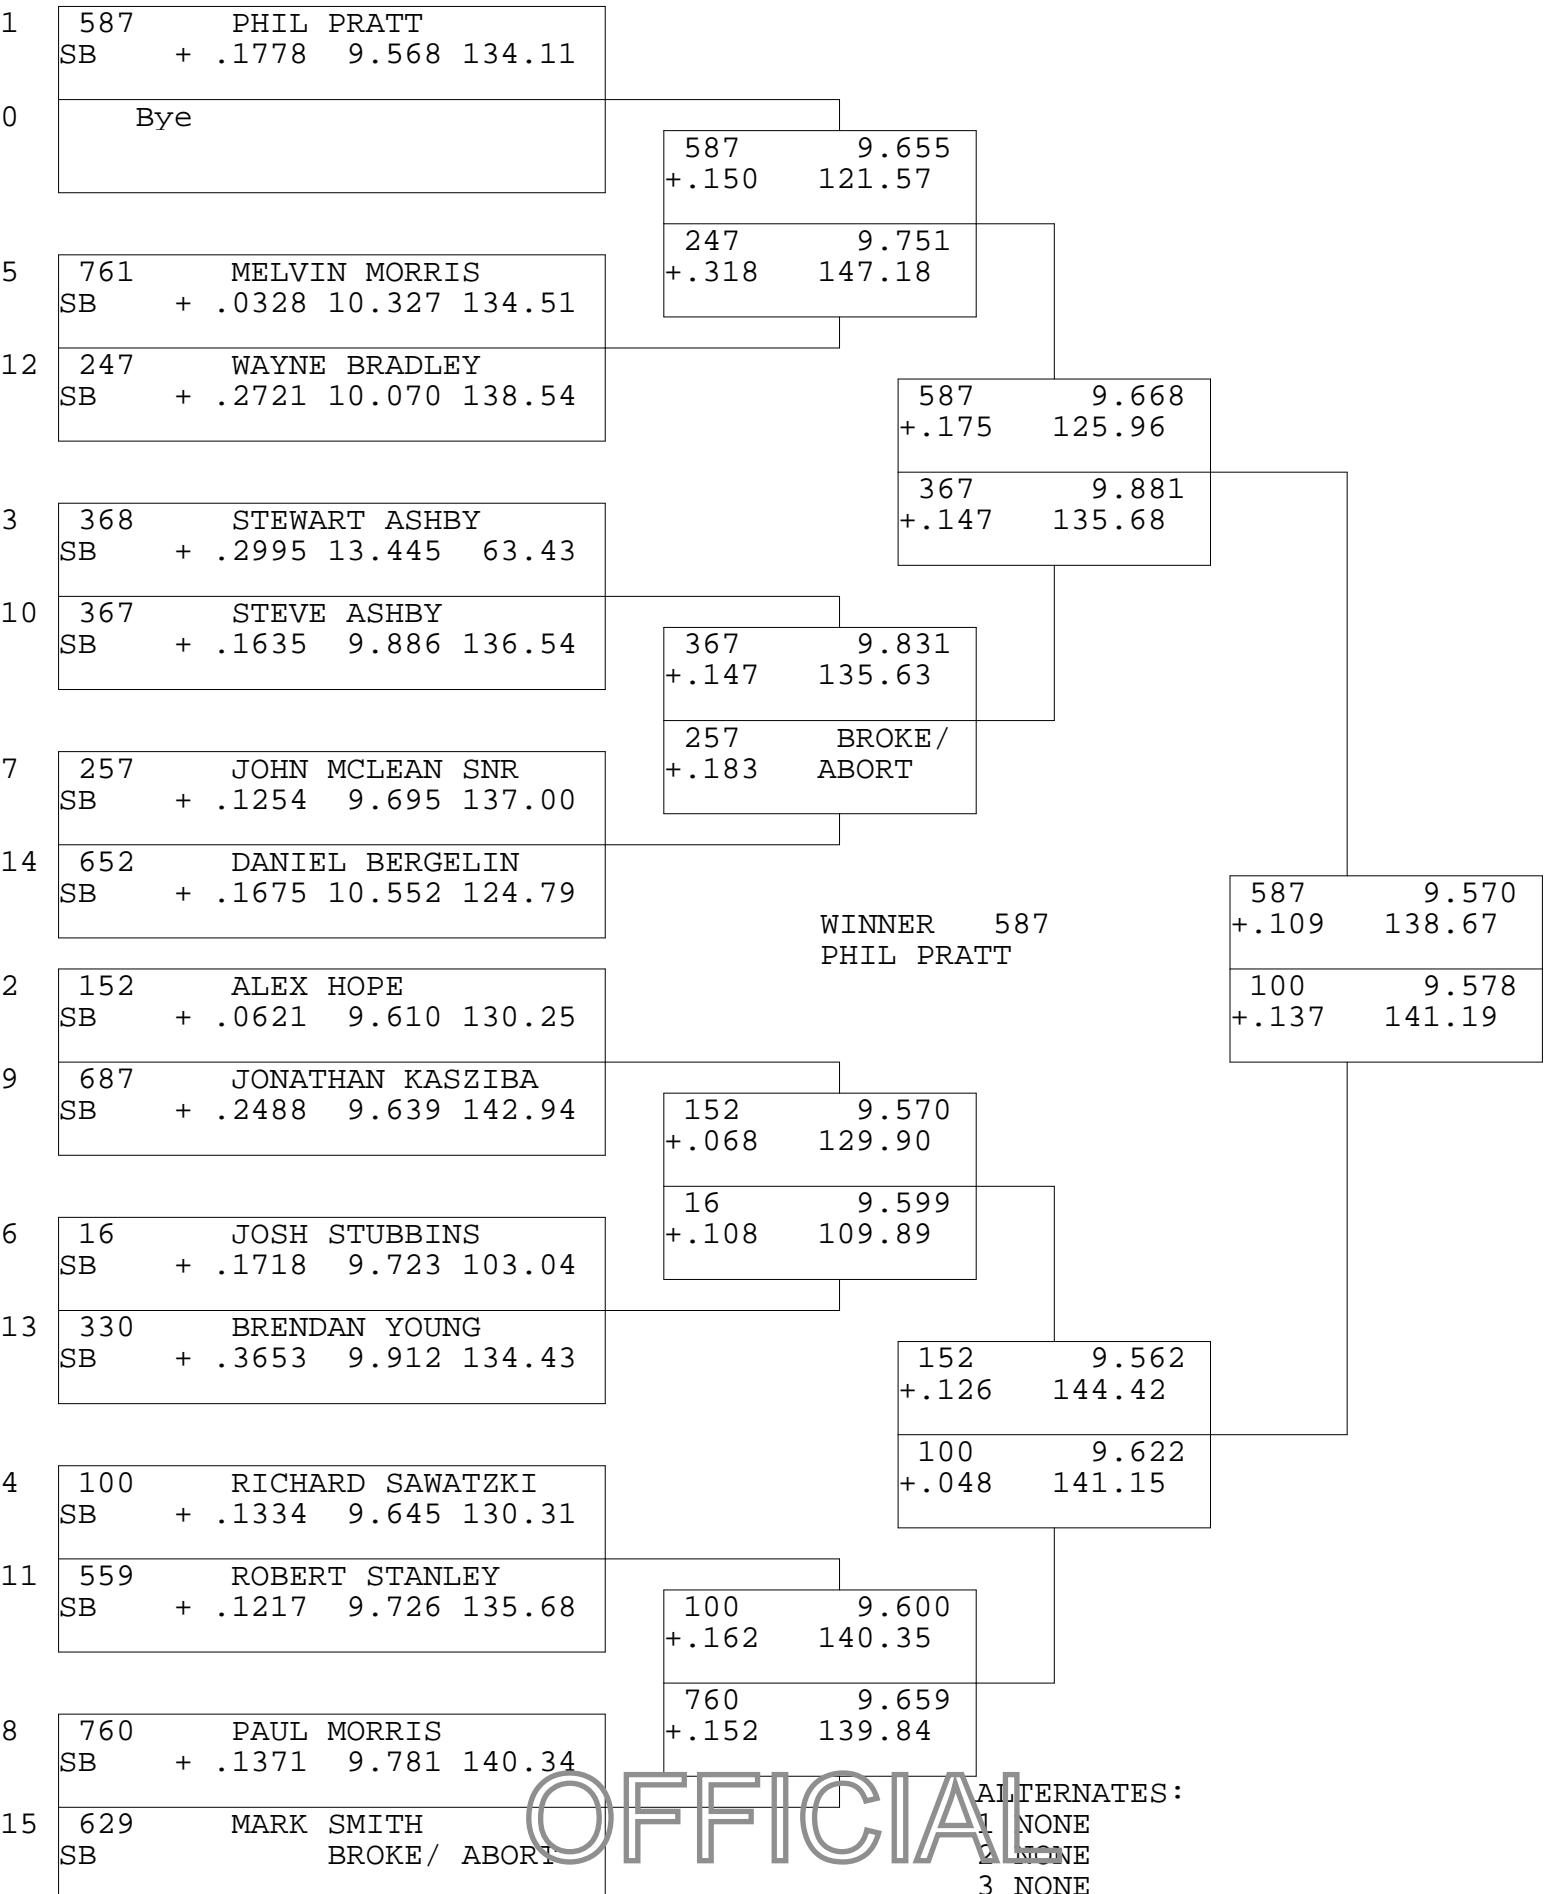 1 587 PHIL PRATT
SB + .1778 9.568 134.11
0 Bye
587 9.655
+.150 121.57
247 9.751
+.318 147.18
5 761 MELVIN MORRIS
SB + .0328 10.327 134.51
12 247 WAYNE BRADLEY
SB + .2721 10.070 138.54
587 9.668
+.175 125.96
367 9.881
+.147 135.68
3 368 STEWART ASHBY
SB + .2995 13.445 63.43
10 367 STEVE ASHBY
SB + .1635 9.886 136.54
367 9.831
+.147 135.63
257 BROKE/
+.183 ABORT
7 257 JOHN MCLEAN SNR
SB + .1254 9.695 137.00
14 652 DANIEL BERGELIN
SB + .1675 10.552 124.79
WINNER 587
PHIL PRATT
587 9.570
+.109 138.67
100 9.578
+.137 141.19
2 152 ALEX HOPE
SB + .0621 9.610 130.25
9 687 JONATHAN KASZIBA
SB + .2488 9.639 142.94
152 9.570
+.068 129.90
16 9.599
+.108 109.89
6 16 JOSH STUBBINS
SB + .1718 9.723 103.04
13 330 BRENDAN YOUNG
SB + .3653 9.912 134.43
152 9.562
+.126 144.42
100 9.622
+.048 141.15
4 100 RICHARD SAWATZKI
SB + .1334 9.645 130.31
11 559 ROBERT STANLEY
SB + .1217 9.726 135.68
100 9.600
+.162 140.35
760 9.659
+.152 139.84
8 760 PAUL MORRIS
SB + .1371 9.781 140.34
15 629 MARK SMITH
SB BROKE/ ABORT
OFFICIAL
ALTERNATES:
1 NONE
2 NONE
3 NONE